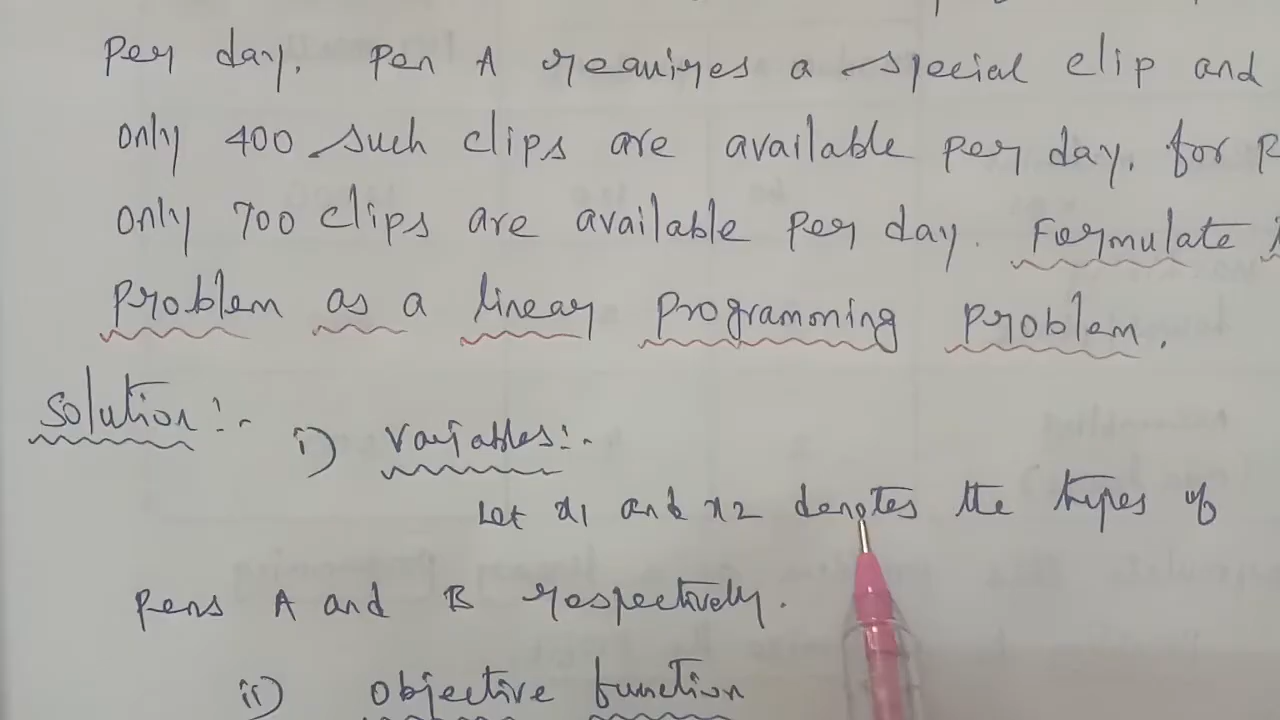 Per day. Pen A requires a special clip and
only 400 such clips are available per day. for P
only 700 clips are available per day. Formulate
problem as a linear programming problem.
Solution:-
i) Variables:-
Let x1 and x2 denotes the types of
pens A and B respectively.
ii) objective function